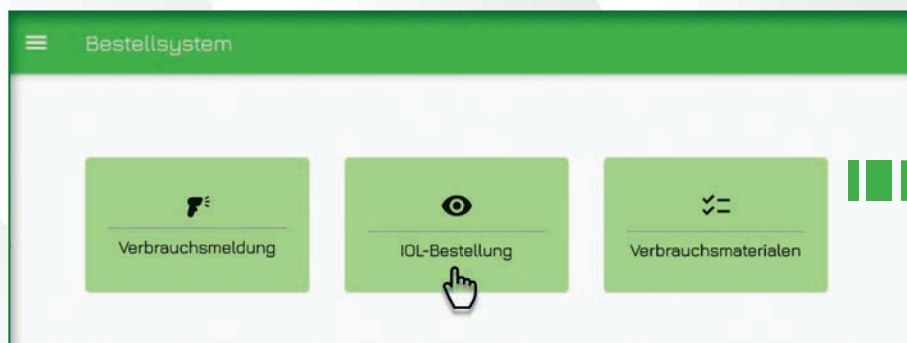 Bestellsystem
Verbrauchsmeldung
IOL-Bestellung
Verbrauchsmaterialen